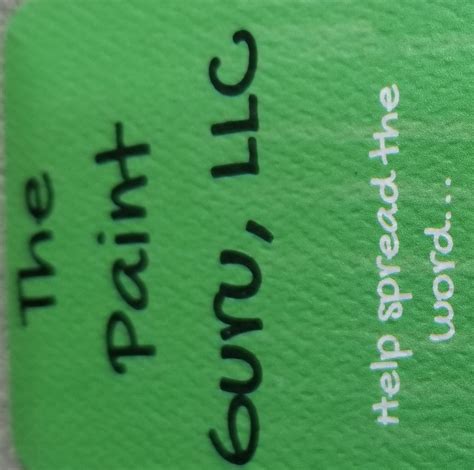 The
Paint
Guru, LLC
Help spread the
word...